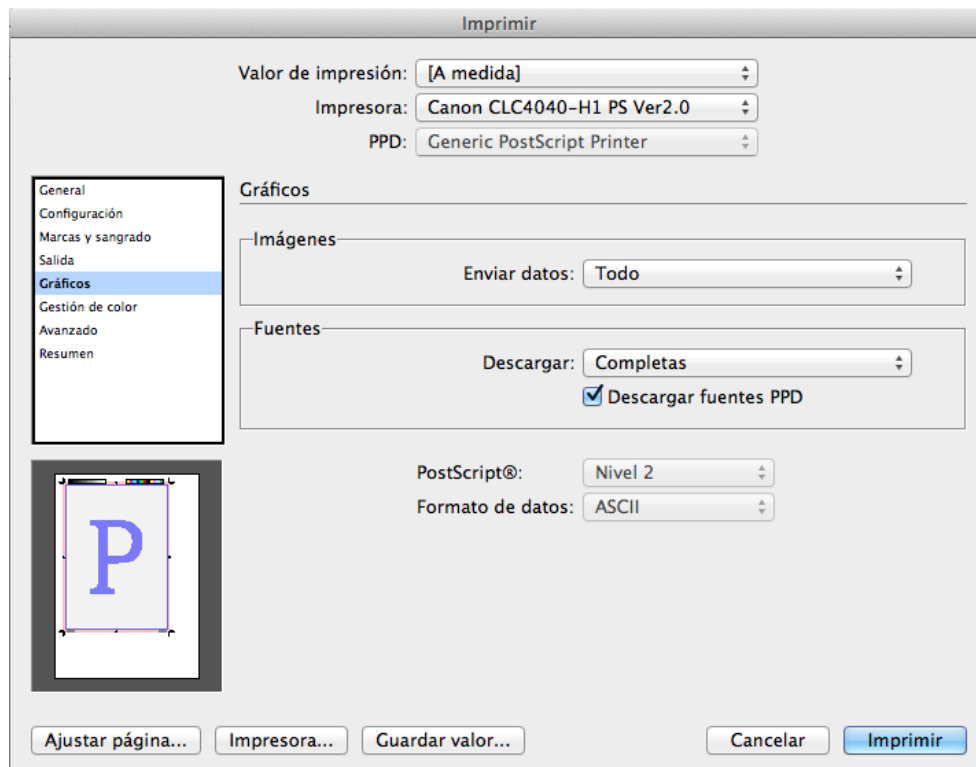 Imprimir
Valor de impresión: [A medida]
Impresora: Canon CLC4040-H1 PS Ver2.0
PPD: Generic PostScript Printer
General
Configuración
Marcas y sangrado
Salida
Gráficos
Gestión de color
Avanzado
Resumen
Gráficos
Imágenes
Enviar datos: Todo
Fuentes
Descargar: Completas
Descargar fuentes PPD
PostScript®: Nivel 2
Formato de datos: ASCII
P
Ajustar página... Impresora... Guardar valor... Cancelar Imprimir